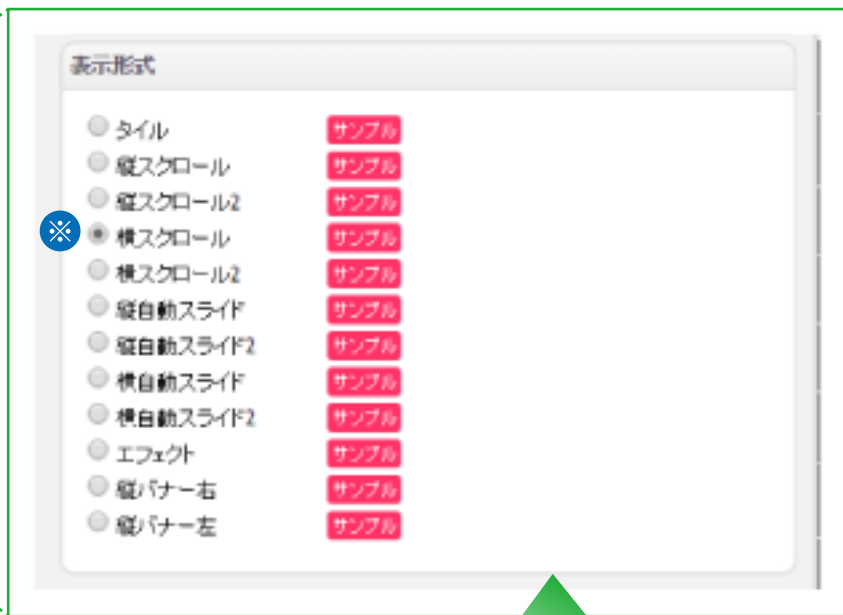 表示形式
タイル サンプル
縦スクロール サンプル
縦スクロール2 サンプル
※ 横スクロール サンプル
横スクロール2 サンプル
縦自動スライド サンプル
縦自動スライド2 サンプル
横自動スライド サンプル
横自動スライド2 サンプル
エフェクト サンプル
縦バナー右 サンプル
縦バナー左 サンプル